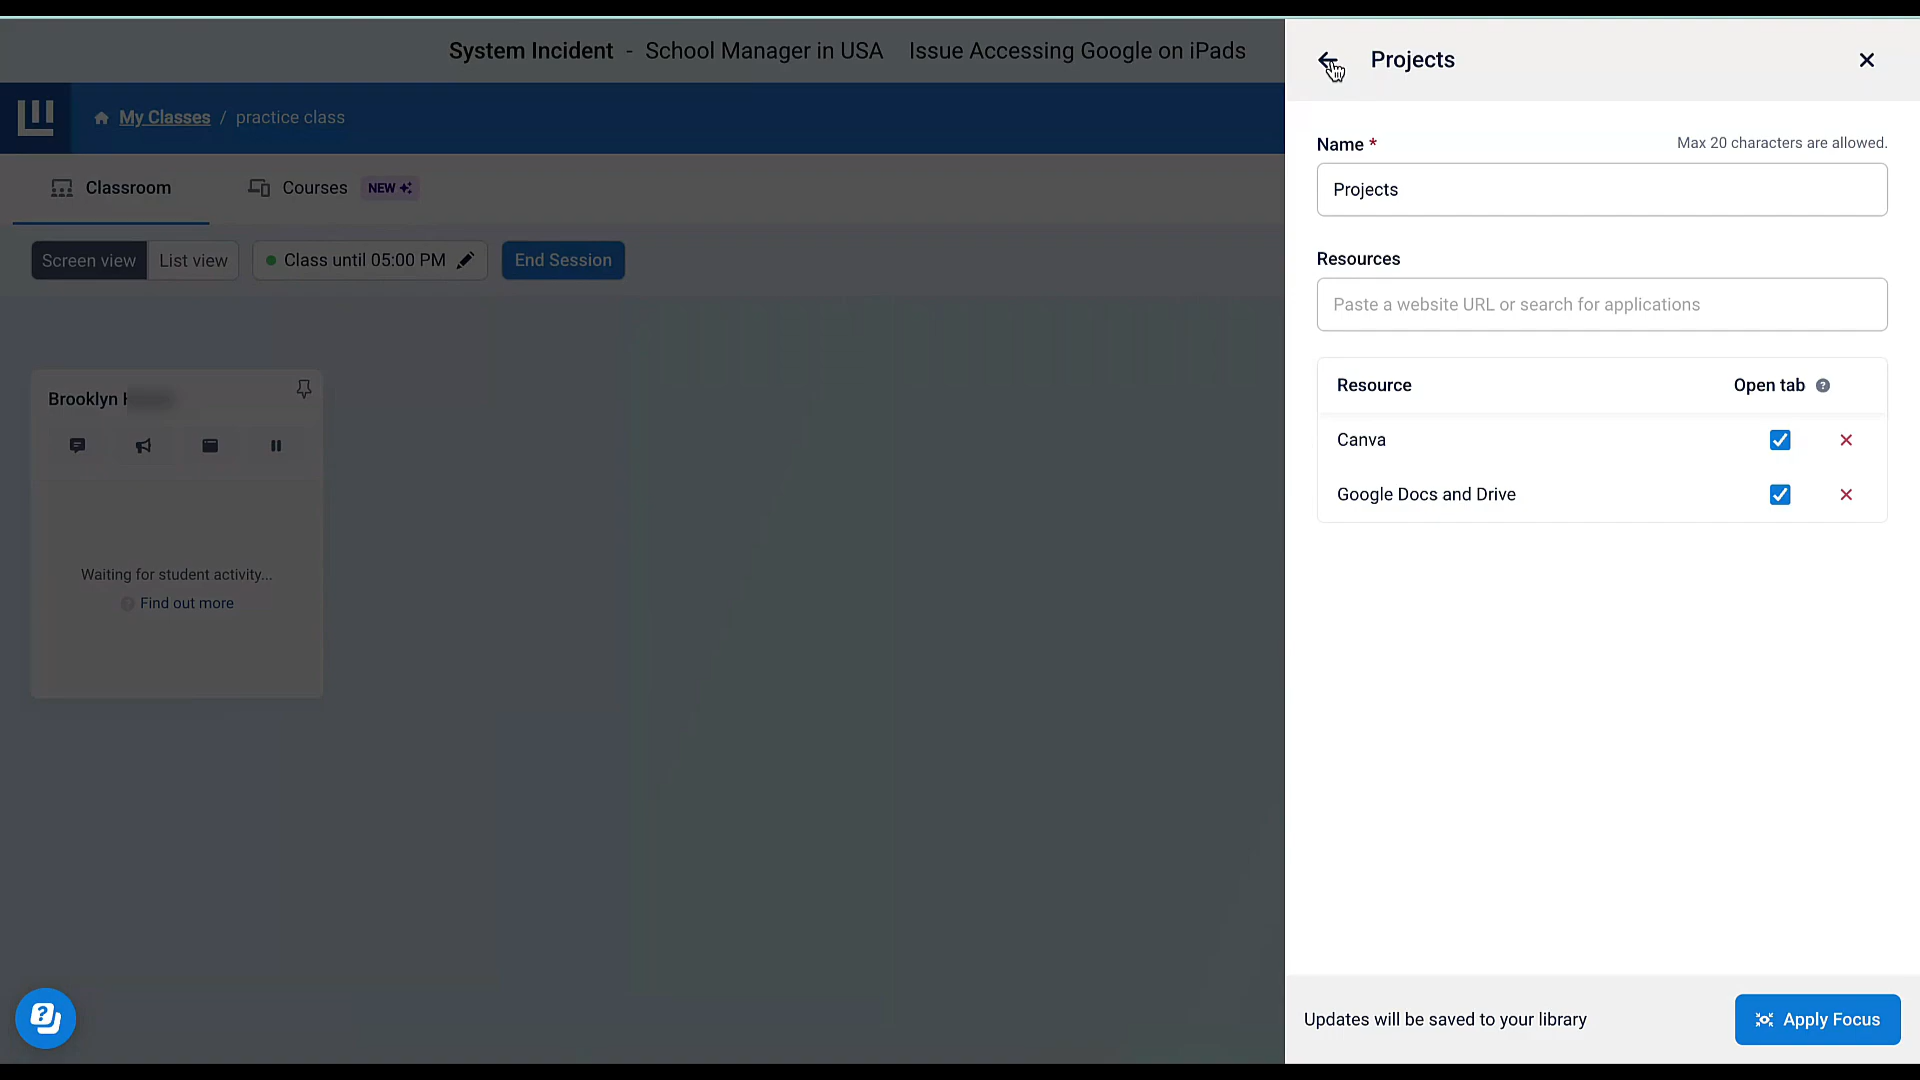 System Incident - School Manager in USA Issue Accessing Google on iPads
My Classes / practice class
Classroom
Courses NEW
Screen view
List view
Class until 05:00 PM
End Session
Brooklyn
Waiting for student activity...
Find out more
Projects
Name *
Max 20 characters are allowed.
Projects
Resources
Paste a website URL or search for applications
Resource
Open tab ?
Canva
Google Docs and Drive
Updates will be saved to your library
Apply Focus